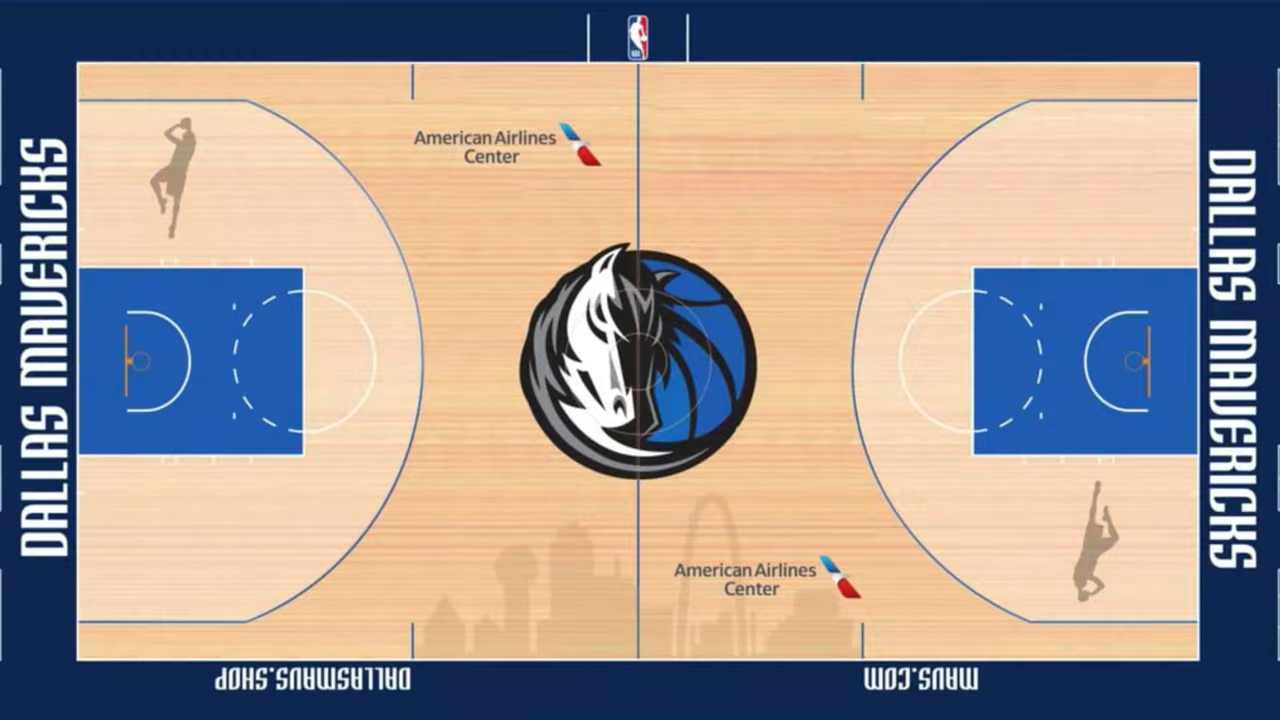 American Airlines
Center
DALLAS MAVERICKS
DALLAS MAVERICKS
American Airlines
Center
DALLASMAVS.SHOP
MAVS.COM